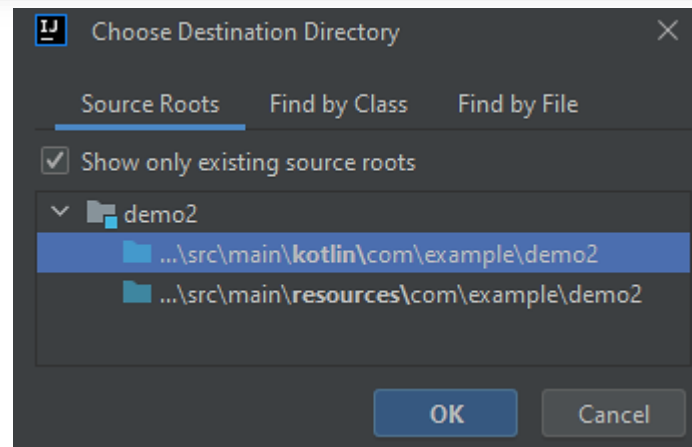 IJ
Choose Destination Directory
Source Roots Find by Class Find by File
Show only existing source roots
demo2
...\src\main\kotlin\com\example\demo2
...\src\main\resources\com\example\demo2
OK Cancel